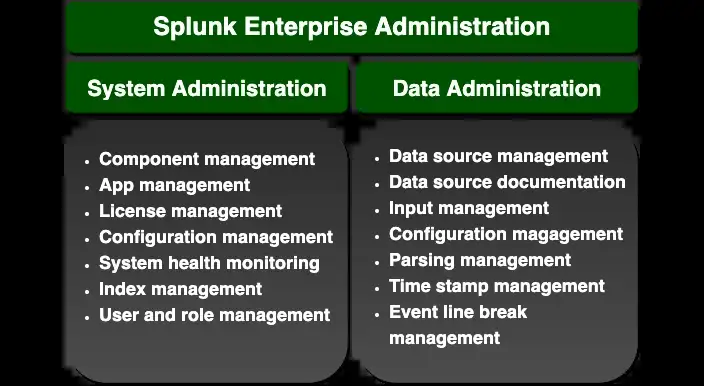 Splunk Enterprise Administration
System Administration
Component management
App management
License management
Configuration management
System health monitoring
Index management
User and role management
Data Administration
Data source management
Data source documentation
Input management
Configuration magagement
Parsing management
Time stamp management
Event line break
management